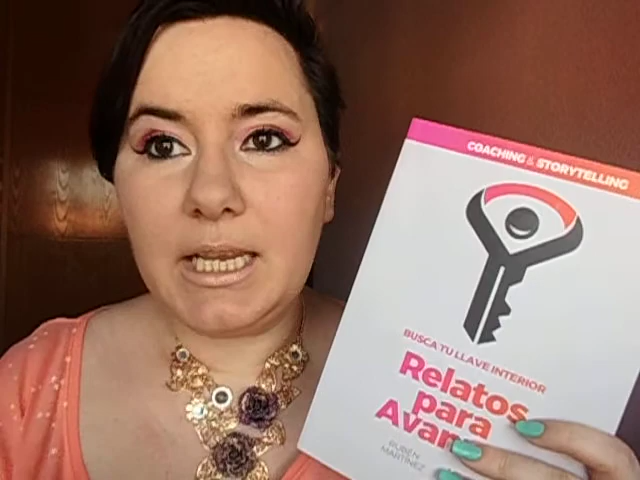 COACHING & STORYTELLING
BUSCA TU LLAVE INTERIOR
Relatos
para
RUBÉN
MARTÍNEZ